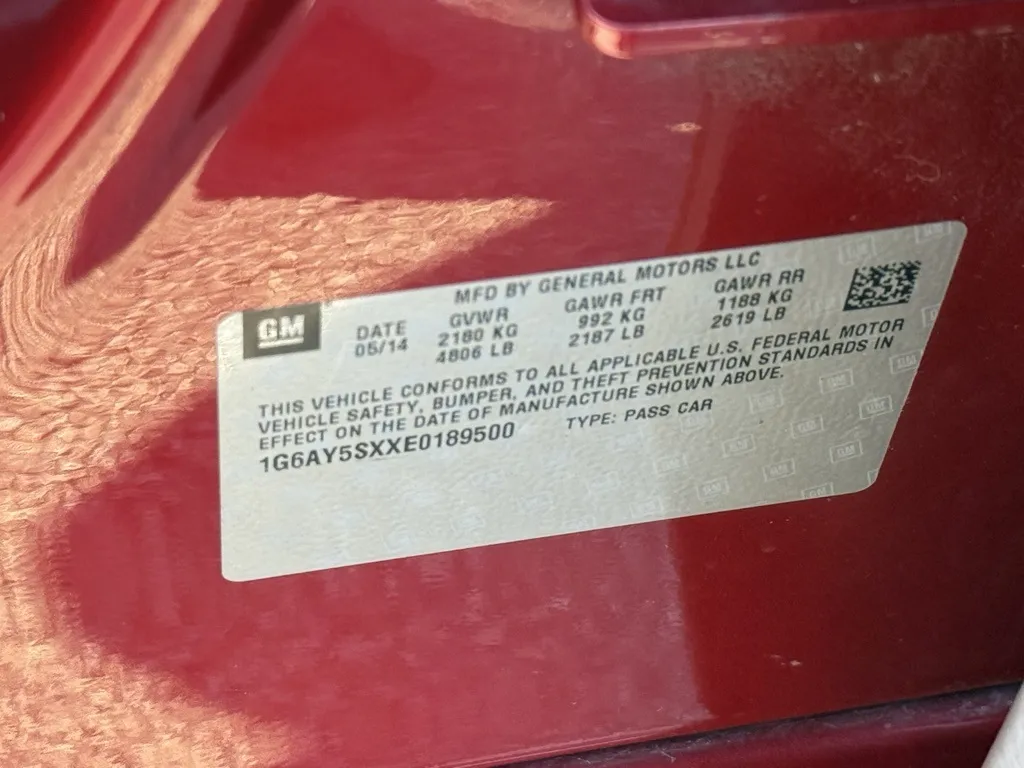 MFD BY GENERAL MOTORS LLC
GM
DATE GVWR GAWR FRT GAWR RR
05/14 2180 KG 992 KG 1188 KG
4806 LB 2187 LB 2619 LB
THIS VEHICLE CONFORMS TO ALL APPLICABLE U.S. FEDERAL MOTOR
VEHICLE SAFETY, BUMPER, AND THEFT PREVENTION STANDARDS IN
EFFECT ON THE DATE OF MANUFACTURE SHOWN ABOVE.
1G6AY5SXXE0189500 TYPE: PASS CAR